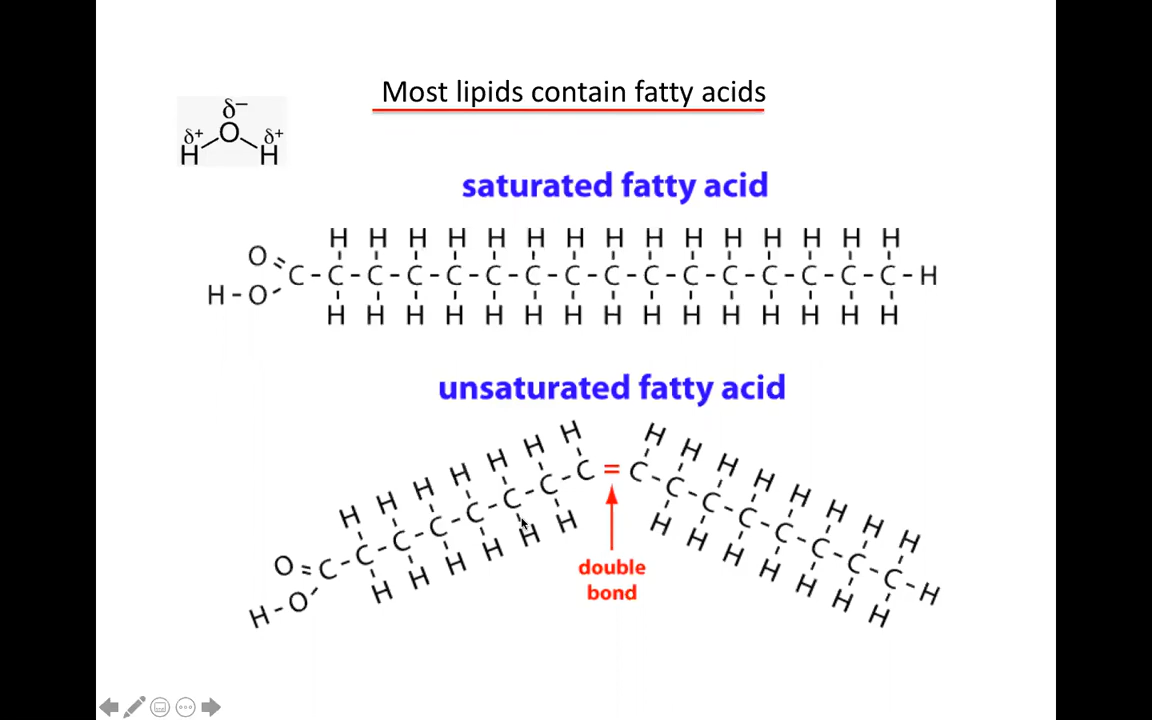 Most lipids contain fatty acids
δ−
δ+ O δ+
H H
saturated fatty acid
H H H H H H H H H H H H H H H
O = C - C - C - C - C - C - C - C - C - C - C - C - C - C - C - C - H
H - O
H H H H H H H H H H H H H H H
unsaturated fatty acid
H H H H H H H H H H H H H H H
O = C - C - C - C - C - C - C - C = C - C - C - C - C - C - C - C - H
H - O
H H H H H H H H H H H H H
double
bond